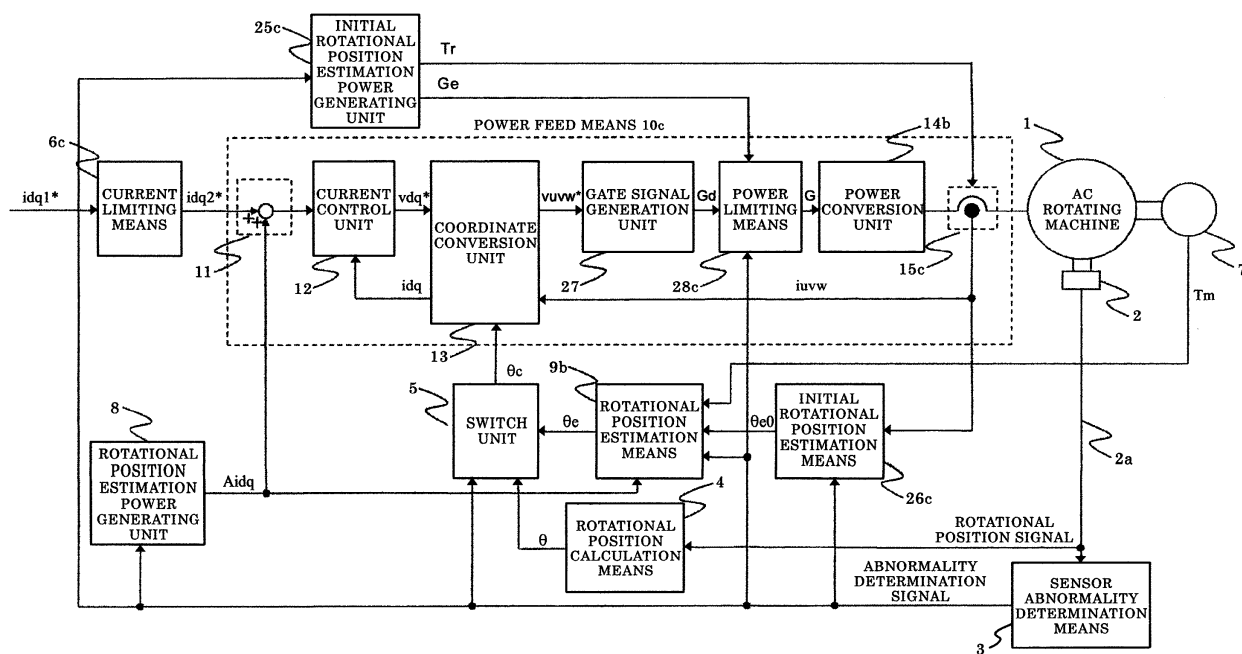 25c
INITIAL
ROTATIONAL
POSITION
ESTIMATION
POWER
GENERATING
UNIT
Tr
Ge
POWER FEED MEANS 10c
14b
1
6c
idq1*
CURRENT
LIMITING
MEANS
idq2*
+
+
11
CURRENT
CONTROL
UNIT
12
vdq*
idq
COORDINATE
CONVERSION
UNIT
13
vuvw*
GATE SIGNAL
GENERATION
UNIT
27
Gd
POWER
LIMITING
MEANS
28c
G
POWER
CONVERSION
UNIT
15c
iuvw
AC
ROTATING
MACHINE
7
Tm
2
2a
θc
5
SWITCH
UNIT
θe
9b
ROTATIONAL
POSITION
ESTIMATION
MEANS
θe0
INITIAL
ROTATIONAL
POSITION
ESTIMATION
MEANS
26c
8
ROTATIONAL
POSITION
ESTIMATION
POWER
GENERATING
UNIT
Aidq
θ
4
ROTATIONAL
POSITION
CALCULATION
MEANS
ROTATIONAL
POSITION SIGNAL
ABNORMALITY
DETERMINATION
SIGNAL
SENSOR
ABNORMALITY
DETERMINATION
MEANS
3